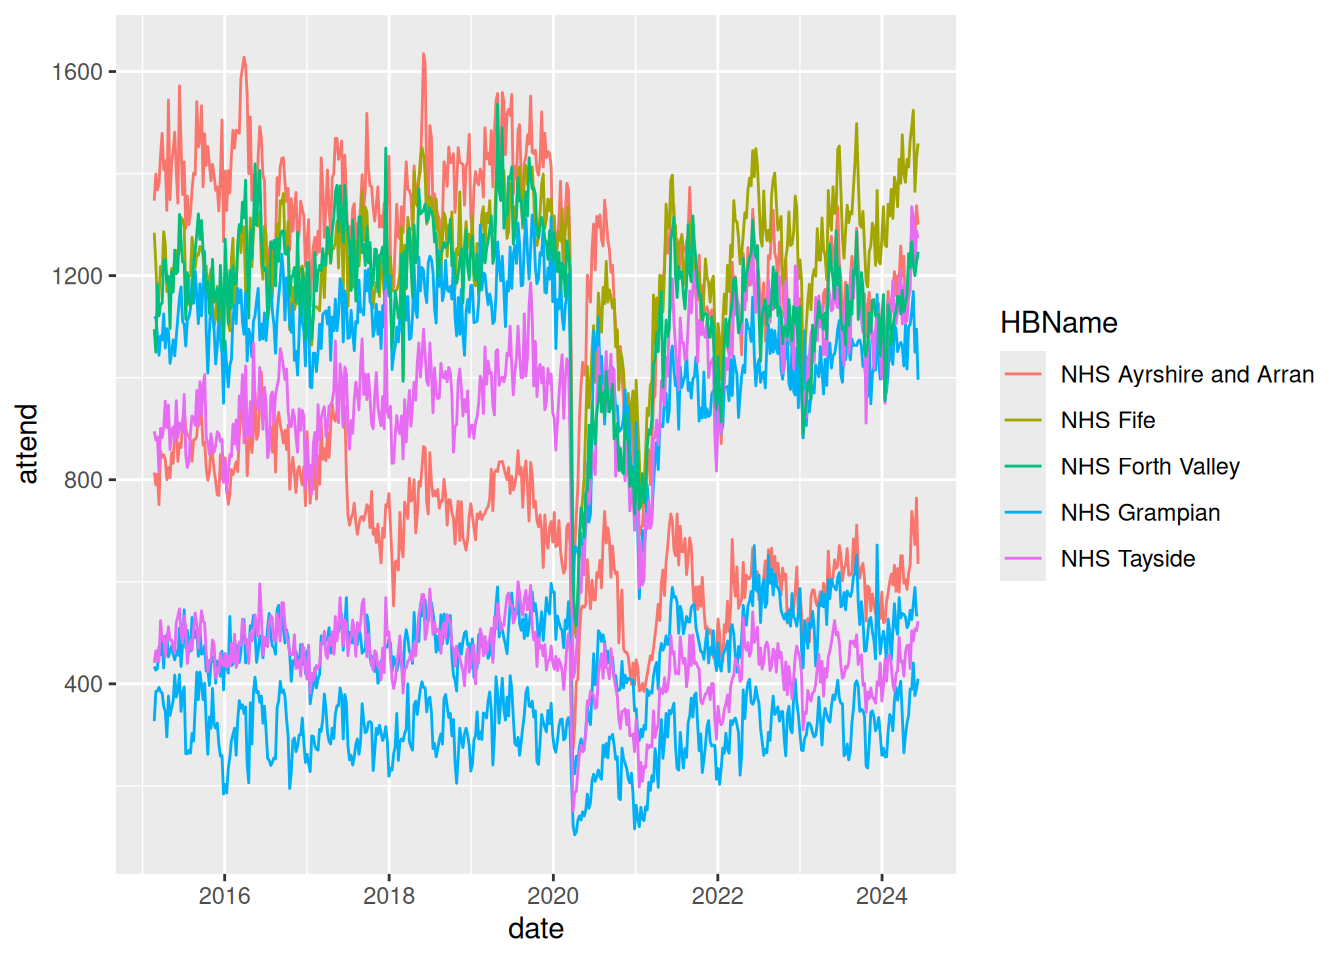 1600
1200
800
400
attend
2016 2018 2020 2022 2024
date
HBName
NHS Ayrshire and Arran
NHS Fife
NHS Forth Valley
NHS Grampian
NHS Tayside